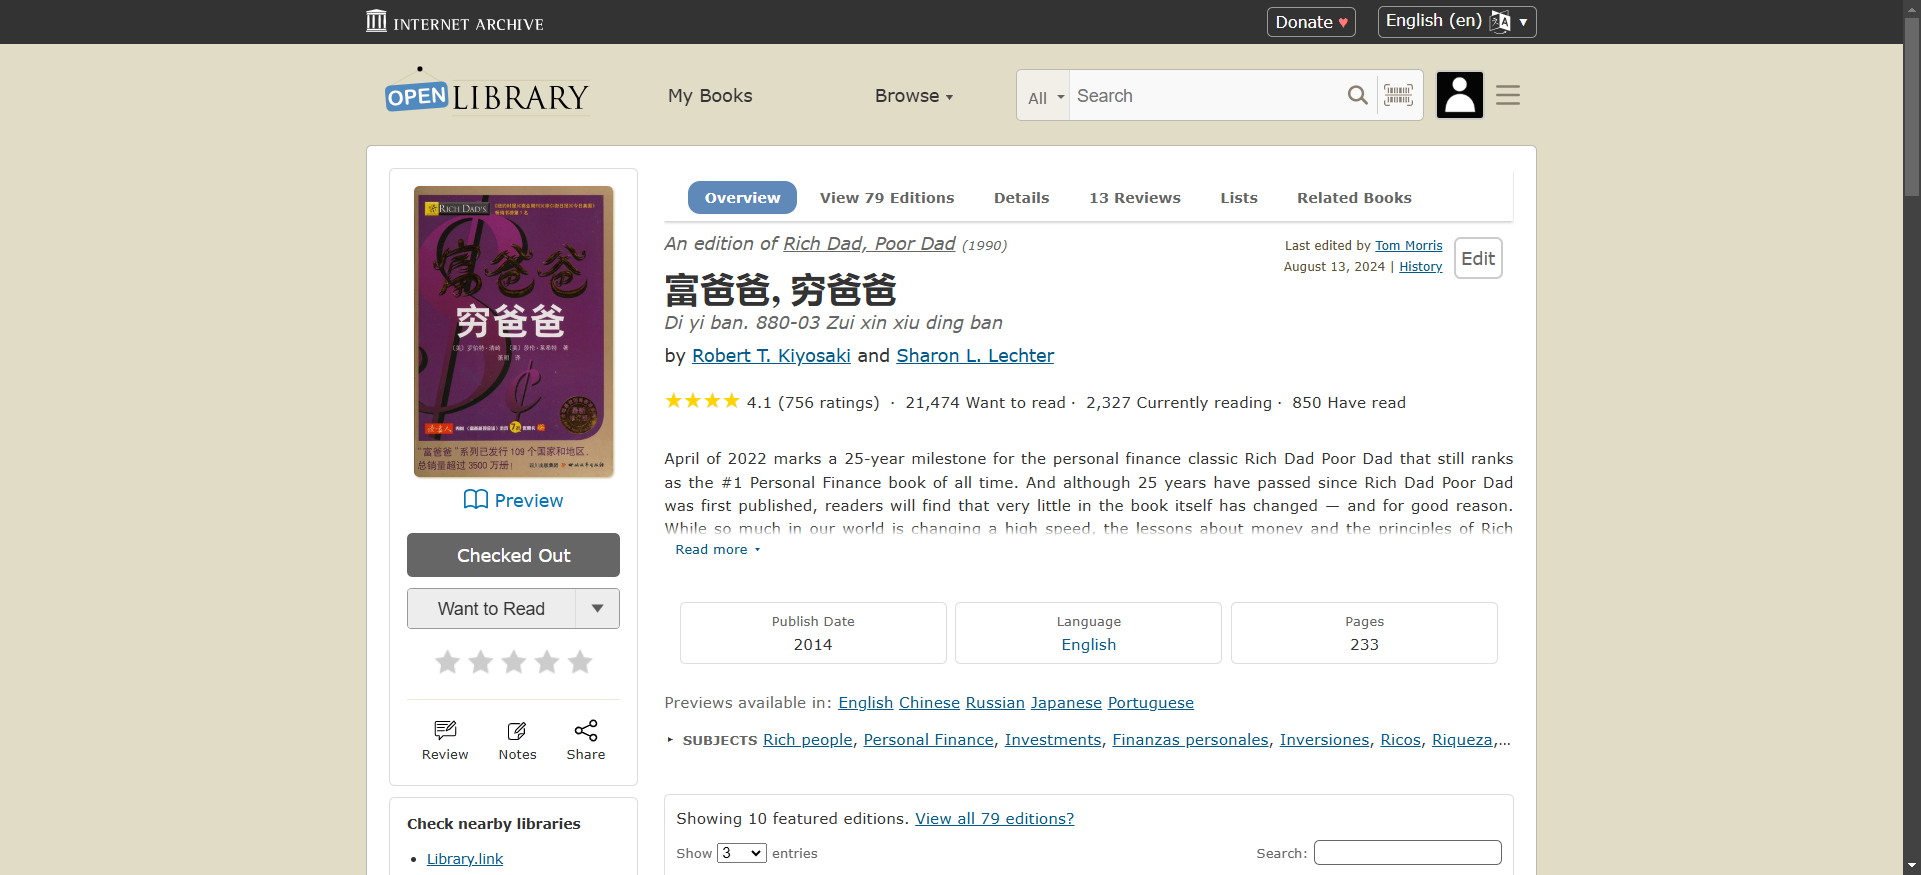 INTERNET ARCHIVE
Donate ♥
English (en)
OPEN LIBRARY
My Books
Browse
All
Search
RICH DAD'S
富爸爸
穷爸爸
"富爸爸"系列已发行 109 个国家和地区,
总销量超过 3500 万册!
Preview
Checked Out
Want to Read
Review
Notes
Share
Check nearby libraries
Library.link
Overview
View 79 Editions
Details
13 Reviews
Lists
Related Books
An edition of Rich Dad, Poor Dad (1990)
Last edited by Tom Morris
August 13, 2024 | History
Edit
富爸爸, 穷爸爸
Di yi ban. 880-03 Zui xin xiu ding ban
by Robert T. Kiyosaki and Sharon L. Lechter
4.1 (756 ratings) · 21,474 Want to read · 2,327 Currently reading · 850 Have read
April of 2022 marks a 25-year milestone for the personal finance classic Rich Dad Poor Dad that still ranks
as the #1 Personal Finance book of all time. And although 25 years have passed since Rich Dad Poor Dad
was first published, readers will find that very little in the book itself has changed — and for good reason.
While so much in our world is changing a high speed, the lessons about money and the principles of Rich
Read more
Publish Date
2014
Language
English
Pages
233
Previews available in: English Chinese Russian Japanese Portuguese
SUBJECTS Rich people, Personal Finance, Investments, Finanzas personales, Inversiones, Ricos, Riqueza,...
Showing 10 featured editions. View all 79 editions?
Show 3 entries
Search: